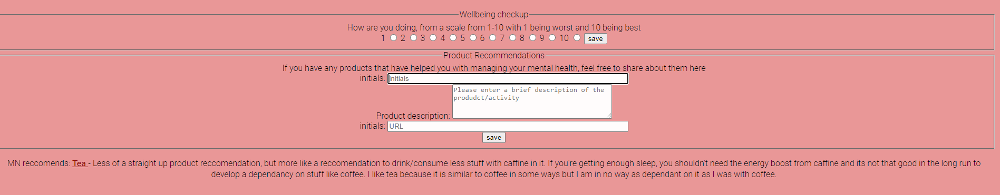 Wellbeing checkup
How are you doing, from a scale from 1-10 with 1 being worst and 10 being best
1 2 3 4 5 6 7 8 9 10 save
Product Recommendations
If you have any products that have helped you with managing your mental health, feel free to share about them here
initials: Initials
Please enter a brief description of the
produdct/activity
Product description:
initials: URL
save
MN reccomends: Tea - Less of a straight up product reccomendation, but more like a reccomendation to drink/consume less stuff with caffine in it. If you're getting enough sleep, you shouldn't need the energy boost from caffine and its not that good in the long run to
develop a dependancy on stuff like coffee. I like tea because it is similar to coffee in some ways but I am in no way as dependant on it as I was with coffee.